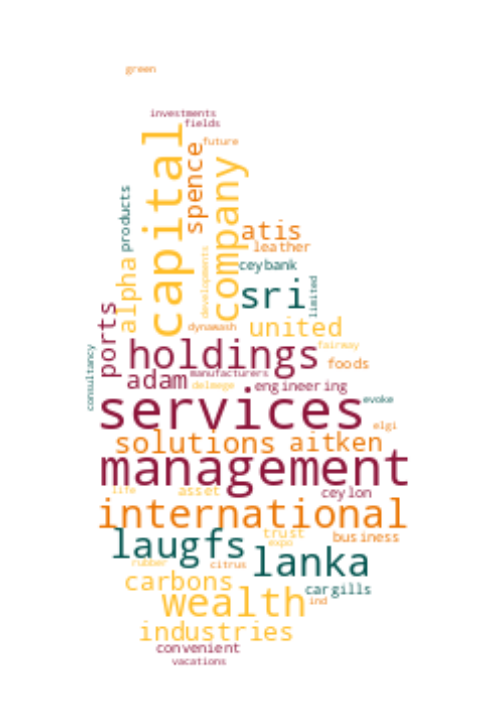 green
investments
fields
capital
future
spence
company
products
atis
leather
developments
alpha
ceybank
sri
limited
ports
dynawash
united
holdings
fairway
consultancy
foods
adam
manufacturers
delmege
engineering
services
evoke
elgi
solutions
aitken
management
life
asset
ceylon
international
laugfs
trust
expo
business
lanka
rubber
citrus
carbons
cargills
wealth
ind
industries
convenient
vacations